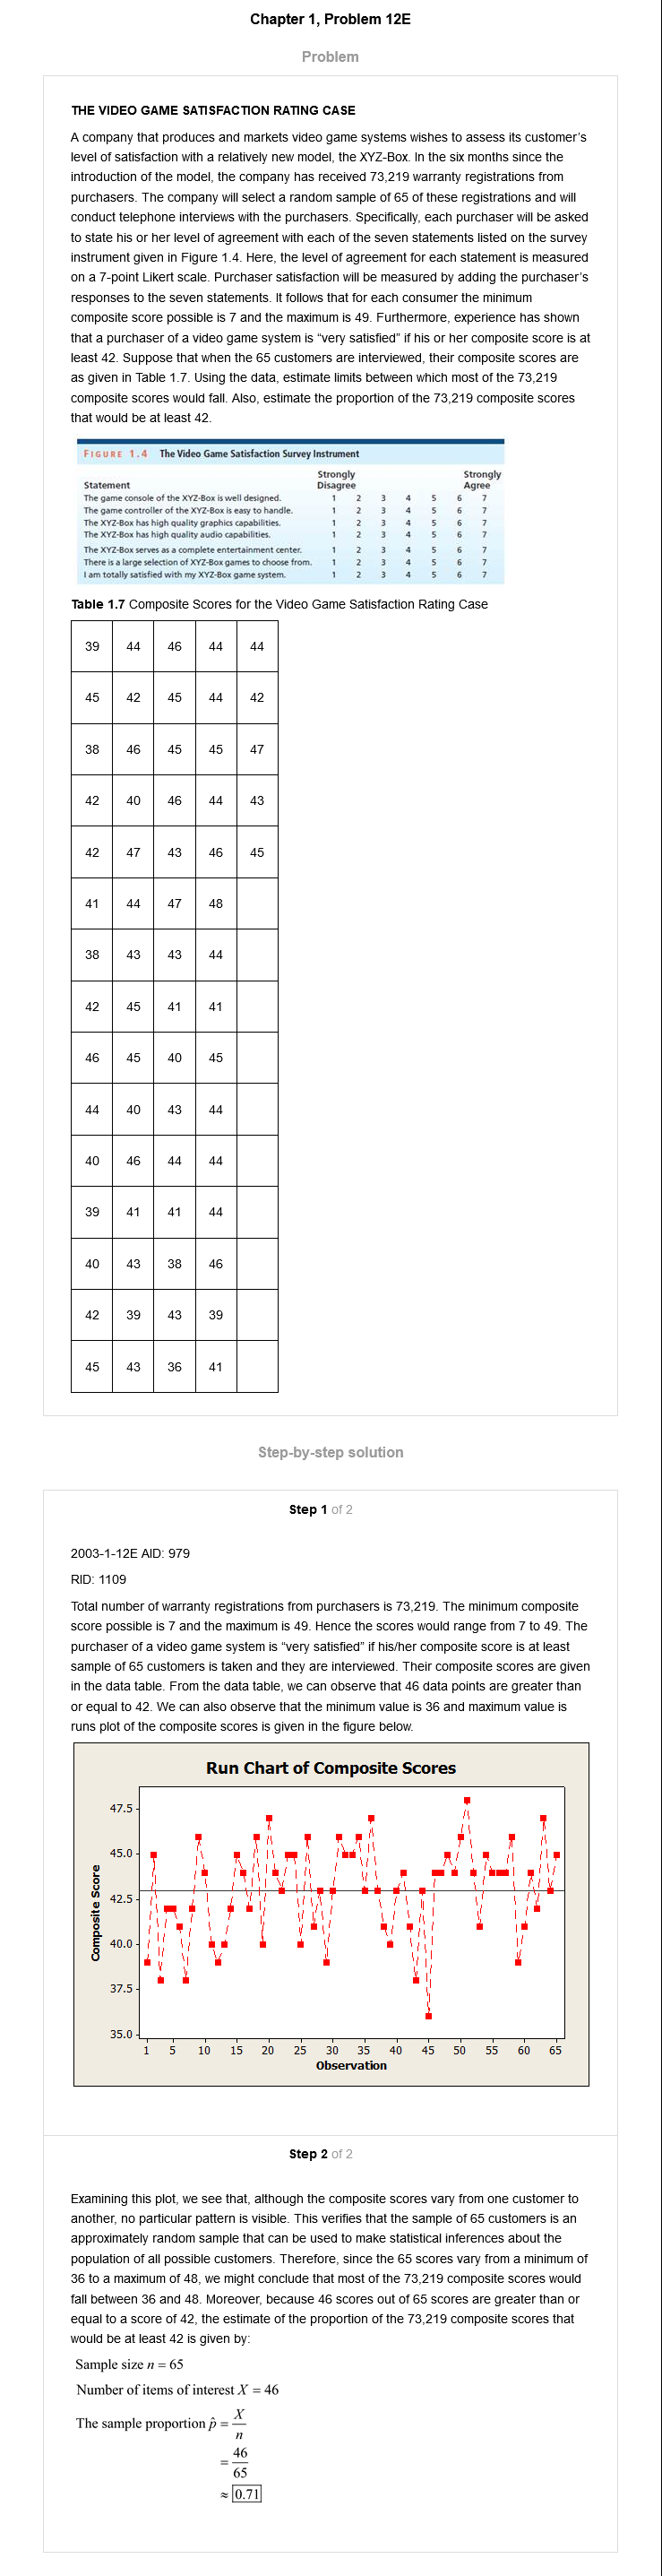 Chapter 1, Problem 12E
Problem
THE VIDEO GAME SATISFACTION RATING CASE
A company that produces and markets video game systems wishes to assess its customer’s
level of satisfaction with a relatively new model, the XYZ-Box. In the six months since the
introduction of the model, the company has received 73,219 warranty registrations from
purchasers. The company will select a random sample of 65 of these registrations and will
conduct telephone interviews with the purchasers. Specifically, each purchaser will be asked
to state his or her level of agreement with each of the seven statements listed on the survey
instrument given in Figure 1.4. Here, the level of agreement for each statement is measured
on a 7-point Likert scale. Purchaser satisfaction will be measured by adding the purchaser’s
responses to the seven statements. It follows that for each consumer the minimum
composite score possible is 7 and the maximum is 49. Furthermore, experience has shown
that a purchaser of a video game system is “very satisfied” if his or her composite score is at
least 42. Suppose that when the 65 customers are interviewed, their composite scores are
as given in Table 1.7. Using the data, estimate limits between which most of the 73,219
composite scores would fall. Also, estimate the proportion of the 73,219 composite scores
that would be at least 42.
FIGURE 1.4 The Video Game Satisfaction Survey Instrument
Strongly Strongly
Statement Disagree Agree
The game console of the XYZ-Box is well designed. 1 2 3 4 5 6 7
The game controller of the XYZ-Box is easy to handle. 1 2 3 4 5 6 7
The XYZ-Box has high quality graphics capabilities. 1 2 3 4 5 6 7
The XYZ-Box has high quality audio capabilities. 1 2 3 4 5 6 7
The XYZ-Box serves as a complete entertainment center. 1 2 3 4 5 6 7
There is a large selection of XYZ-Box games to choose from. 1 2 3 4 5 6 7
I am totally satisfied with my XYZ-Box game system. 1 2 3 4 5 6 7
Table 1.7 Composite Scores for the Video Game Satisfaction Rating Case
39 44 46 44 44
45 42 45 44 42
38 46 45 45 47
42 40 46 44 43
42 47 43 46 45
41 44 47 48
38 43 43 44
42 45 41 41
46 45 40 45
44 40 43 44
40 46 44 44
39 41 41 44
40 43 38 46
42 39 43 39
45 43 36 41
Step-by-step solution
Step 1 of 2
2003-1-12E AID: 979
RID: 1109
Total number of warranty registrations from purchasers is 73,219. The minimum composite
score possible is 7 and the maximum is 49. Hence the scores would range from 7 to 49. The
purchaser of a video game system is “very satisfied” if his/her composite score is at least
sample of 65 customers is taken and they are interviewed. Their composite scores are given
in the data table. From the data table, we can observe that 46 data points are greater than
or equal to 42. We can also observe that the minimum value is 36 and maximum value is
runs plot of the composite scores is given in the figure below.
Run Chart of Composite Scores
47.5
45.0
42.5
40.0
37.5
35.0
Composite Score
1 5 10 15 20 25 30 35 40 45 50 55 60 65
Observation
Step 2 of 2
Examining this plot, we see that, although the composite scores vary from one customer to
another, no particular pattern is visible. This verifies that the sample of 65 customers is an
approximately random sample that can be used to make statistical inferences about the
population of all possible customers. Therefore, since the 65 scores vary from a minimum of
36 to a maximum of 48, we might conclude that most of the 73,219 composite scores would
fall between 36 and 48. Moreover, because 46 scores out of 65 scores are greater than or
equal to a score of 42, the estimate of the proportion of the 73,219 composite scores that
would be at least 42 is given by:
Sample size n = 65
Number of items of interest X = 46
The sample proportion p̂ = X/n
= 46/65
≈ 0.71